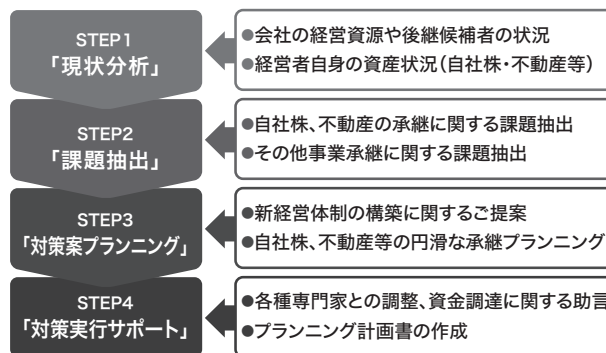 STEP1
「現状分析」
●会社の経営資源や後継候補者の状況
●経営者自身の資産状況(自社株・不動産等)
STEP2
「課題抽出」
●自社株、不動産の承継に関する課題抽出
●その他事業承継に関する課題抽出
STEP3
「対策案プランニング」
●新経営体制の構築に関するご提案
●自社株、不動産等の円滑な承継プランニング
STEP4
「対策実行サポート」
●各種専門家との調整、資金調達に関する助言
●プランニング計画書の作成